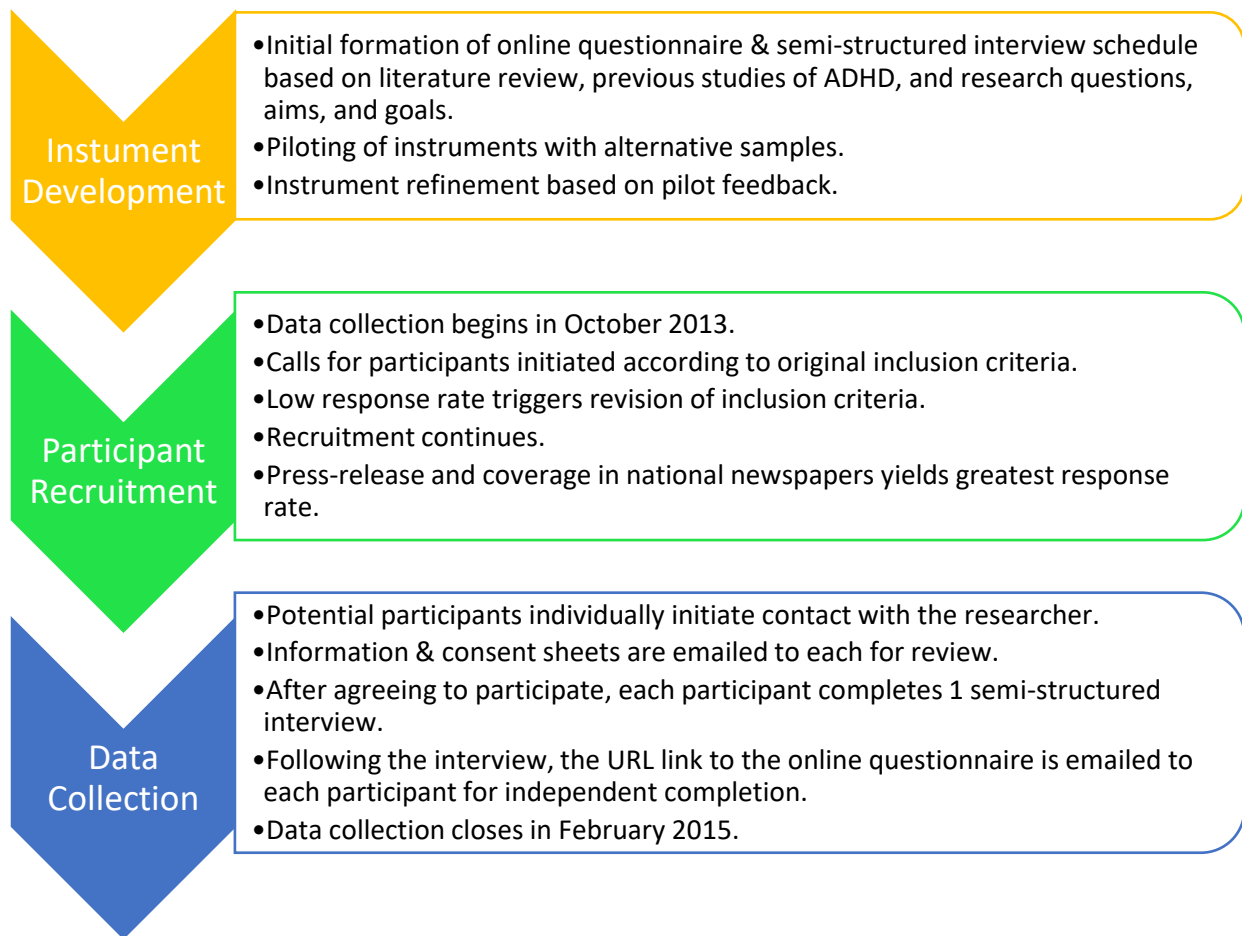 Instument
Development
•Initial formation of online questionnaire & semi-structured interview schedule
based on literature review, previous studies of ADHD, and research questions,
aims, and goals.
•Piloting of instruments with alternative samples.
•Instrument refinement based on pilot feedback.
Participant
Recruitment
•Data collection begins in October 2013.
•Calls for participants initiated according to original inclusion criteria.
•Low response rate triggers revision of inclusion criteria.
•Recruitment continues.
•Press-release and coverage in national newspapers yields greatest response
rate.
Data
Collection
•Potential participants individually initiate contact with the researcher.
•Information & consent sheets are emailed to each for review.
•After agreeing to participate, each participant completes 1 semi-structured
interview.
•Following the interview, the URL link to the online questionnaire is emailed to
each participant for independent completion.
•Data collection closes in February 2015.